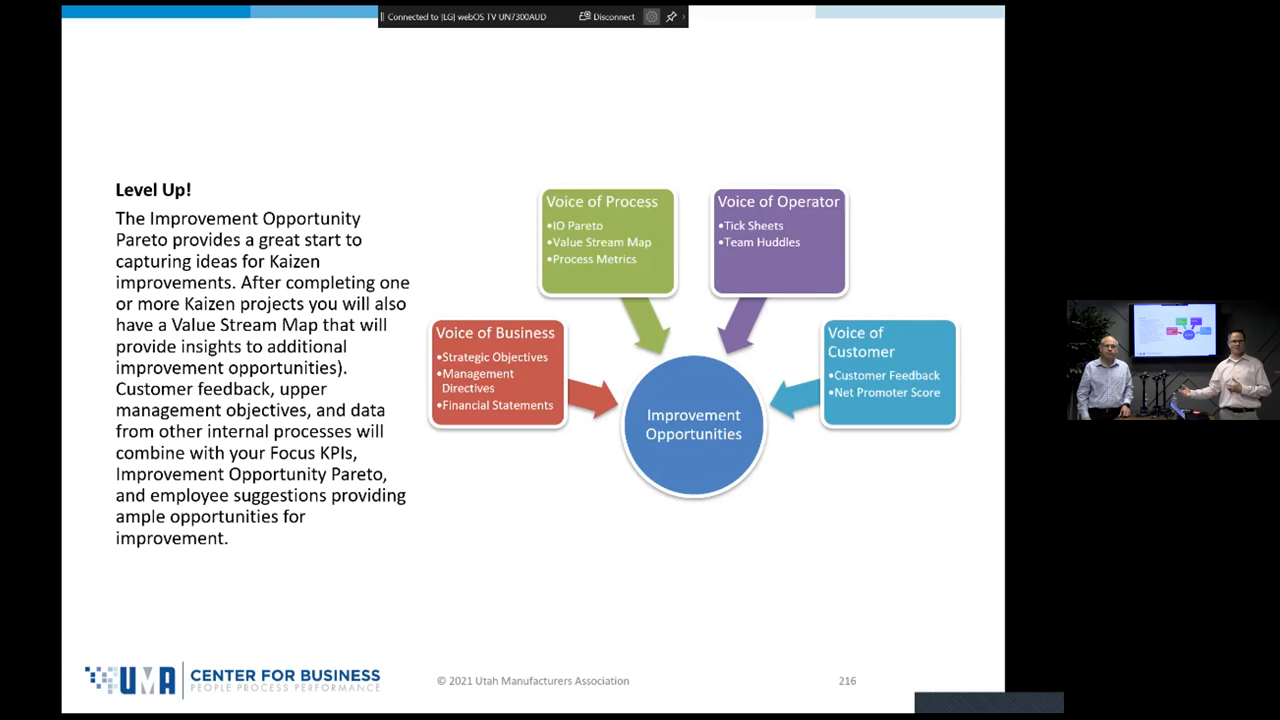 Connected to [LG] webOS TV UN7300AUD
Disconnect
Level Up!
The Improvement Opportunity
Pareto provides a great start to
capturing ideas for Kaizen
improvements. After completing one
or more Kaizen projects you will also
have a Value Stream Map that will
provide insights to additional
improvement opportunities).
Customer feedback, upper
management objectives, and data
from other internal processes will
combine with your Focus KPIs,
Improvement Opportunity Pareto,
and employee suggestions providing
ample opportunities for
improvement.
Voice of Business
•Strategic Objectives
•Management
Directives
•Financial Statements
Voice of Process
•IO Pareto
•Value Stream Map
•Process Metrics
Voice of Operator
•Tick Sheets
•Team Huddles
Voice of
Customer
•Customer Feedback
•Net Promoter Score
Improvement
Opportunities
UMA
CENTER FOR BUSINESS
PEOPLE PROCESS PERFORMANCE
© 2021 Utah Manufacturers Association
216